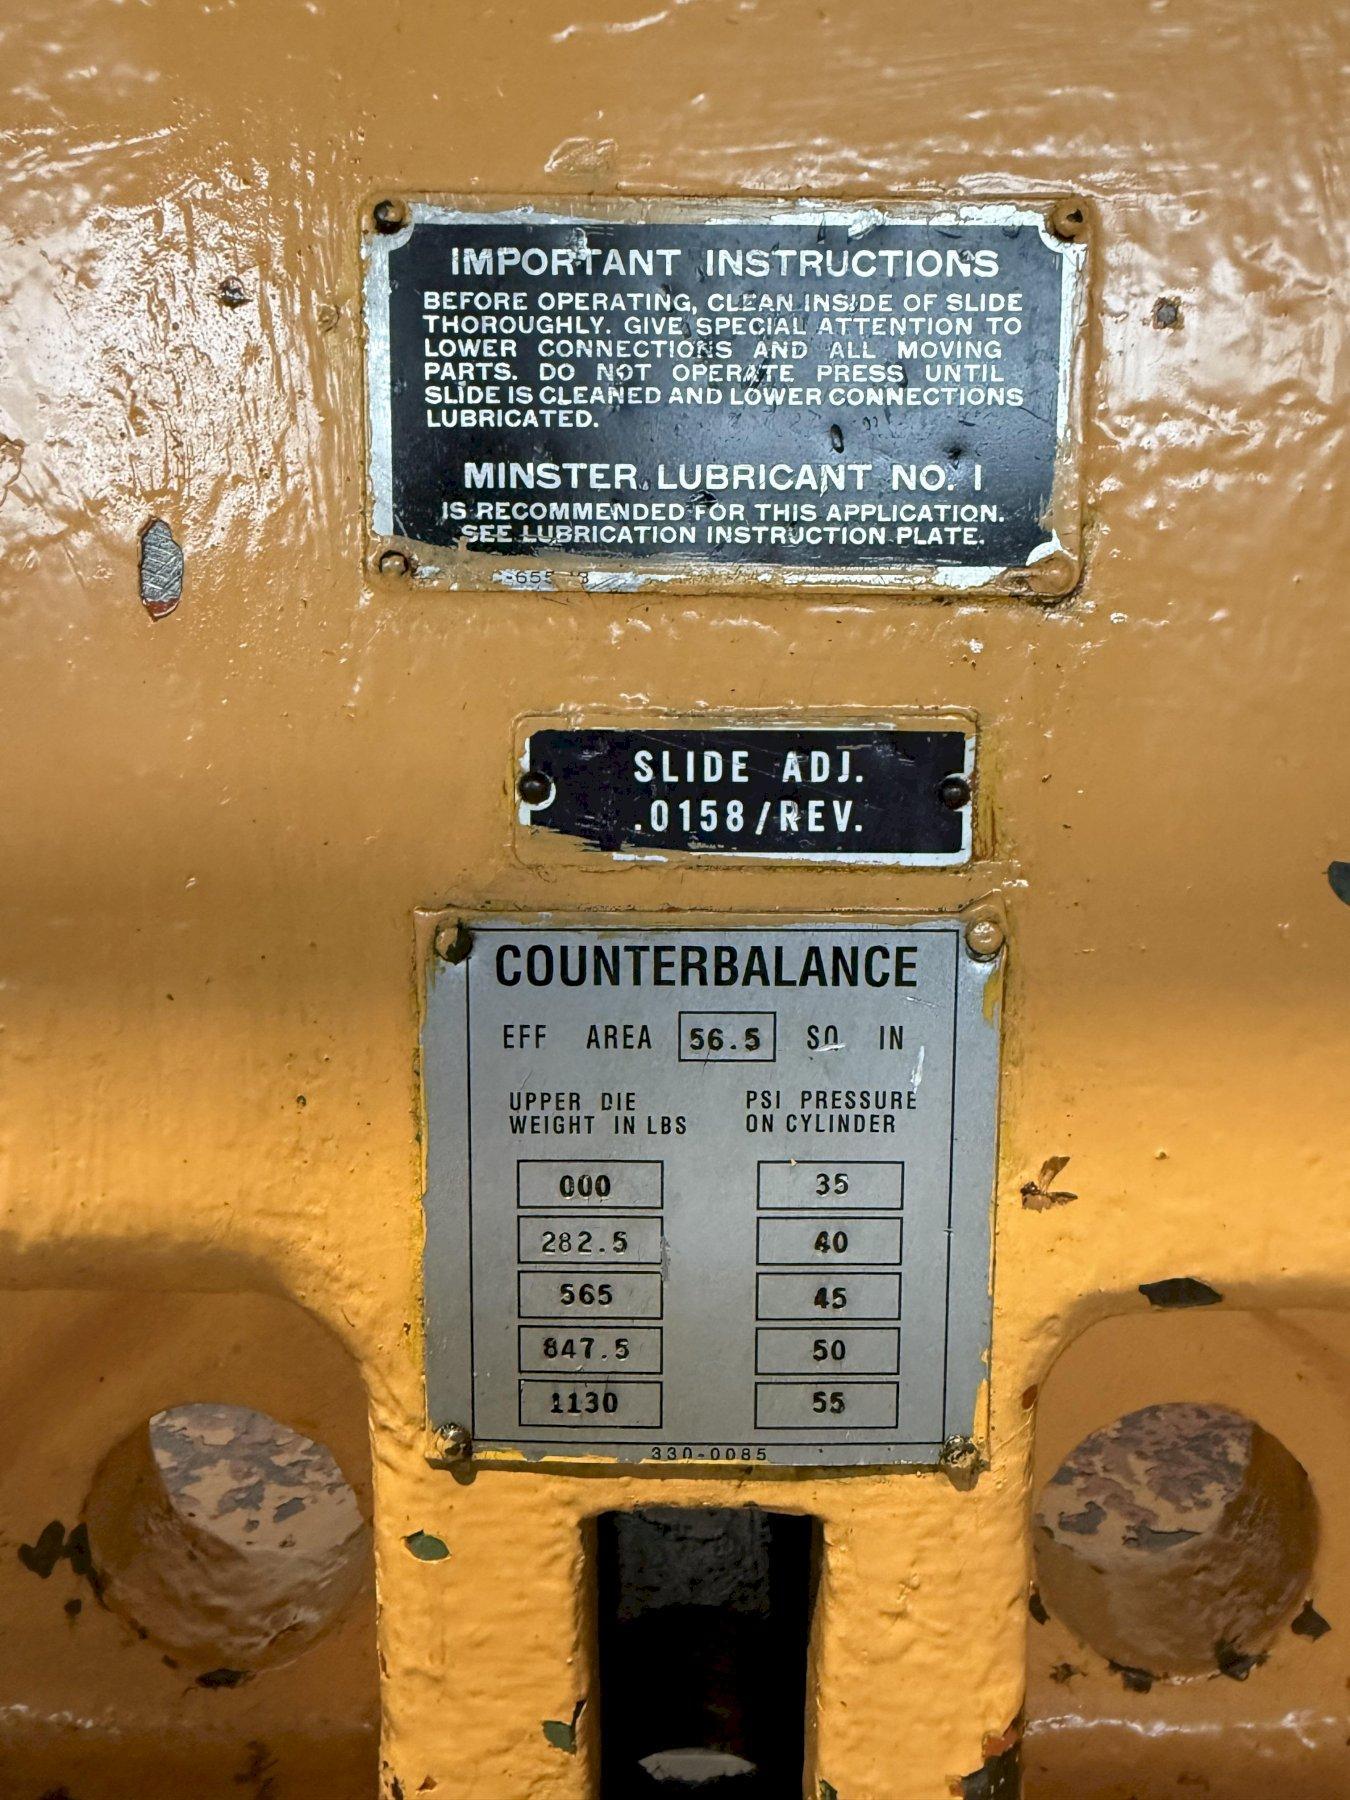 IMPORTANT INSTRUCTIONS
BEFORE OPERATING, CLEAN INSIDE OF SLIDE
THOROUGHLY. GIVE SPECIAL ATTENTION TO
LOWER CONNECTIONS AND ALL MOVING
PARTS. DO NOT OPERATE PRESS UNTIL
SLIDE IS CLEANED AND LOWER CONNECTIONS
LUBRICATED.
MINSTER LUBRICANT NO. 1
IS RECOMMENDED FOR THIS APPLICATION.
SEE LUBRICATION INSTRUCTION PLATE.
SLIDE ADJ.
.0158/REV.
COUNTERBALANCE
EFF AREA 56.5 SQ IN
UPPER DIE PSI PRESSURE
WEIGHT IN LBS ON CYLINDER
000 35
282.5 40
565 45
847.5 50
1130 55
330-0085